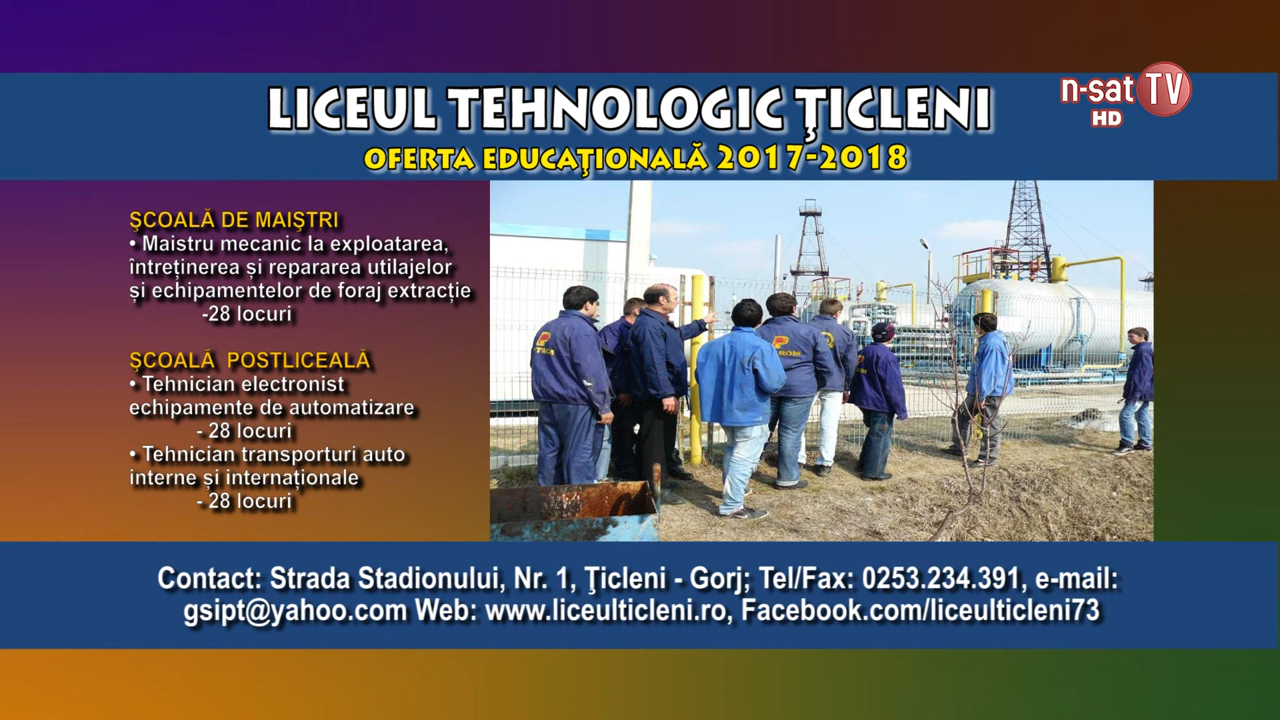 LICEUL TEHNOLOGIC ŢICLENI
OFERTA EDUCAŢIONALĂ 2017-2018
n-sat TV
HD
ŞCOALĂ DE MAIŞTRI
• Maistru mecanic la exploatarea,
întreținerea și repararea utilajelor
și echipamentelor de foraj extracție
-28 locuri
ŞCOALĂ POSTLICEALĂ
• Tehnician electronist
echipamente de automatizare
- 28 locuri
• Tehnician transporturi auto
interne și internaționale
- 28 locuri
Contact: Strada Stadionului, Nr. 1, Ţicleni - Gorj; Tel/Fax: 0253.234.391, e-mail:
gsipt@yahoo.com Web: www.liceulticleni.ro, Facebook.com/liceulticleni73